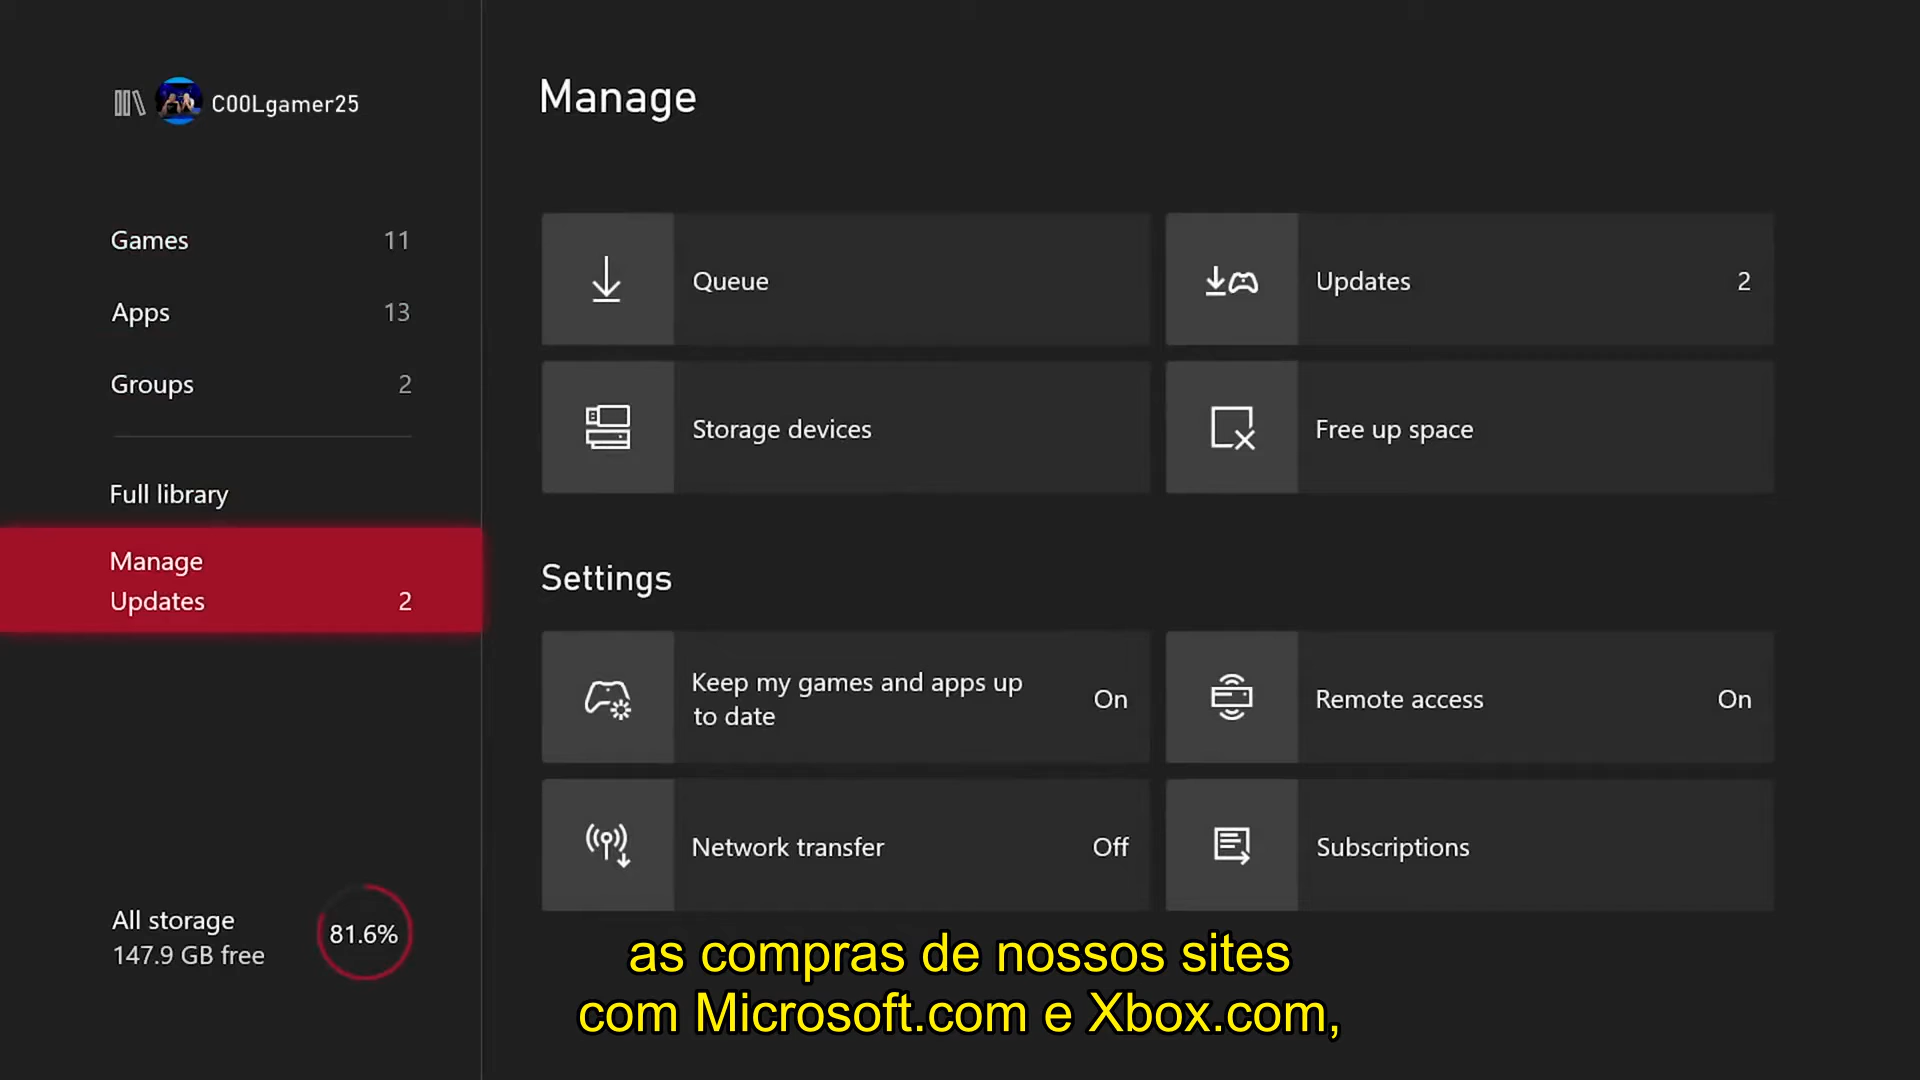 C00Lgamer25
Games 11
Apps 13
Groups 2
Full library
Manage
Updates 2
All storage
147.9 GB free
81.6%
Manage
Queue
Updates 2
Storage devices
Free up space
Settings
Keep my games and apps up
to date
On
Remote access On
Network transfer Off
Subscriptions
as compras de nossos sites
com Microsoft.com e Xbox.com,